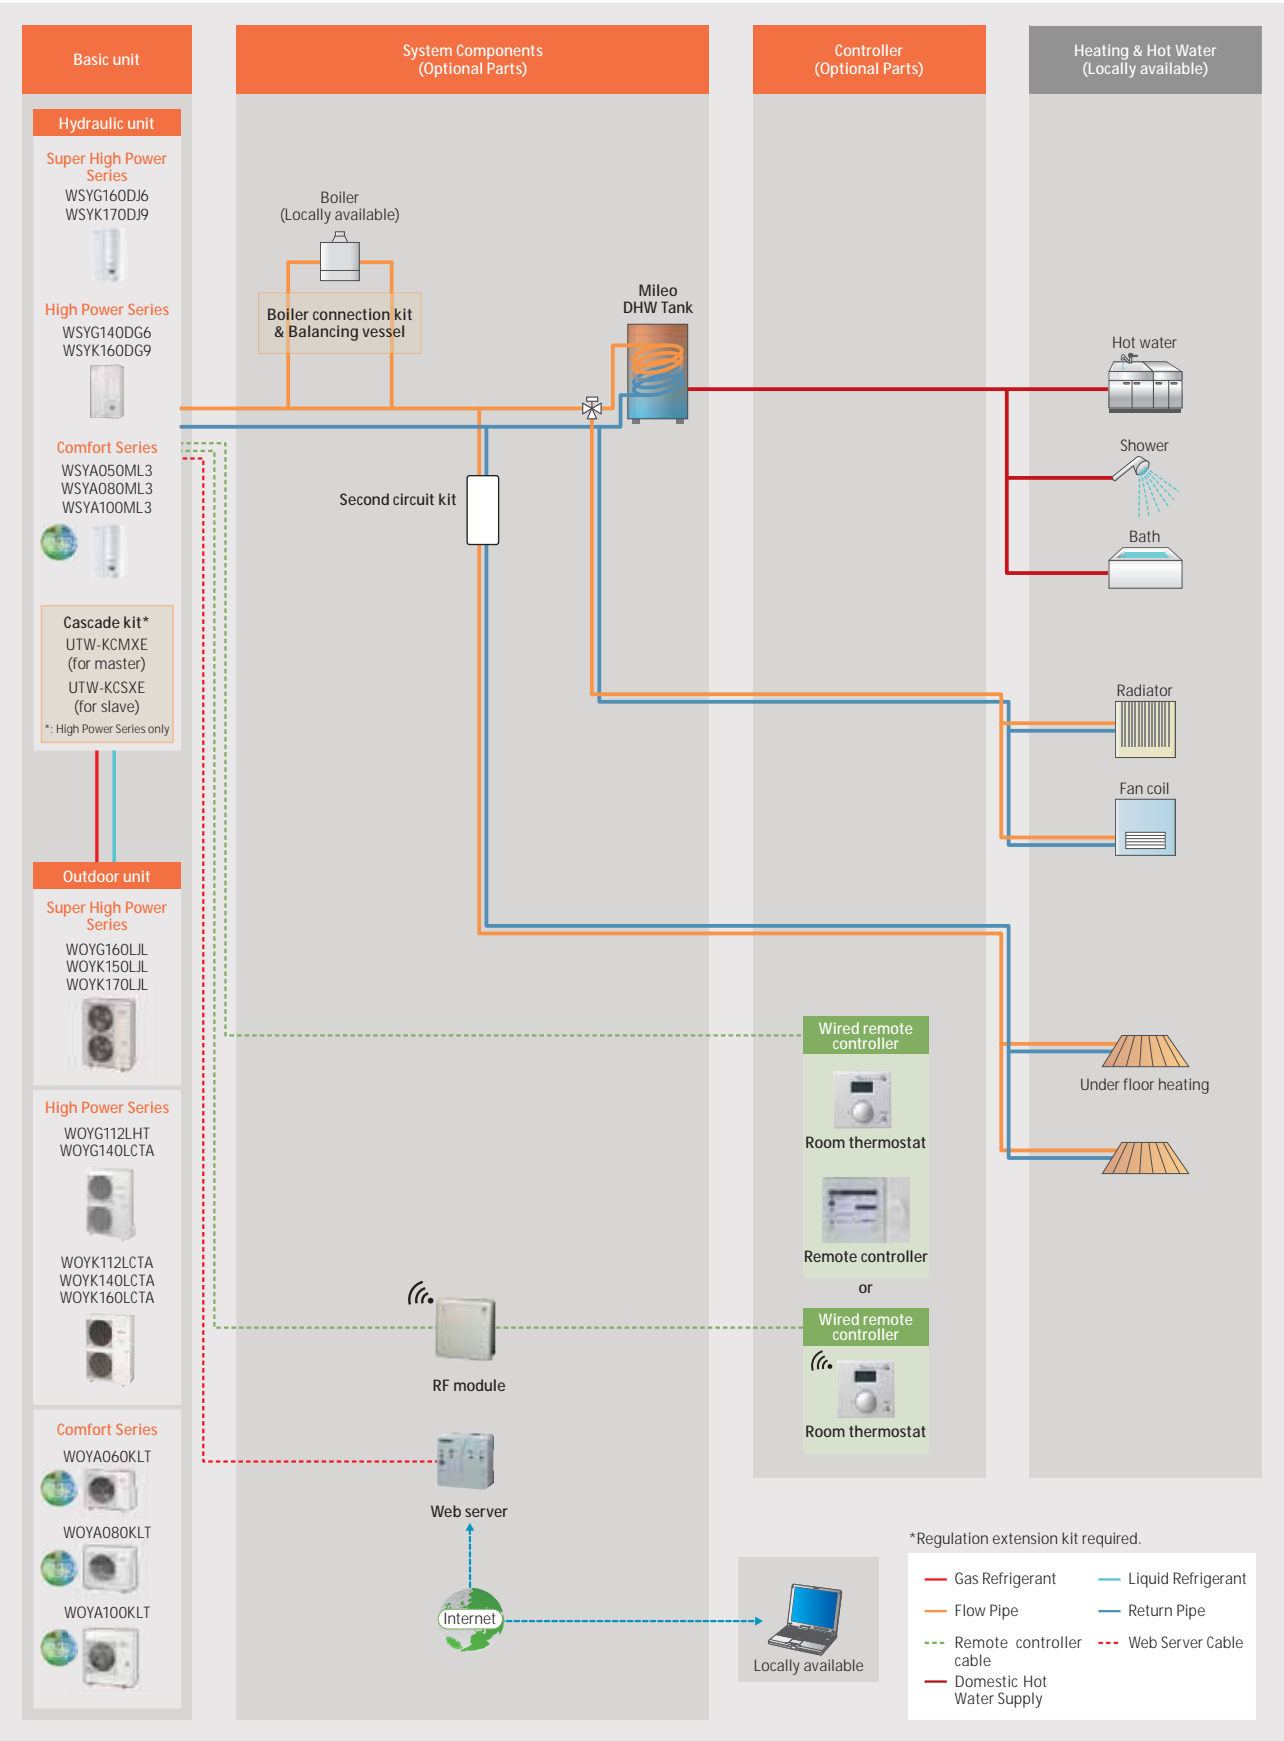 Basic unit
System Components
(Optional Parts)
Controller
(Optional Parts)
Heating & Hot Water
(Locally available)
Hydraulic unit
Super High Power
Series
WSYG160DJ6
WSYK170DJ9
High Power Series
WSYG140DG6
WSYK160DG9
Comfort Series
WSYA050ML3
WSYA080ML3
WSYA100ML3
Cascade kit*
UTW-KCMXE
(for master)
UTW-KCSXE
(for slave)
*: High Power Series only
Outdoor unit
Super High Power
Series
WOYG160LJL
WOYK150LJL
WOYK170LJL
High Power Series
WOYG112LHT
WOYG140LCTA
WOYK112LCTA
WOYK140LCTA
WOYK160LCTA
Comfort Series
WOYA060KLT
WOYA080KLT
WOYA100KLT
Boiler
(Locally available)
Boiler connection kit
& Balancing vessel
Mileo
DHW Tank
Second circuit kit
RF module
Web server
Internet
Locally available
Wired remote
controller
Room thermostat
Remote controller
or
Wired remote
controller
Room thermostat
Hot water
Shower
Bath
Radiator
Fan coil
Under floor heating
*Regulation extension kit required.
Gas Refrigerant
Liquid Refrigerant
Flow Pipe
Return Pipe
Remote controller
cable
Web Server Cable
Domestic Hot
Water Supply